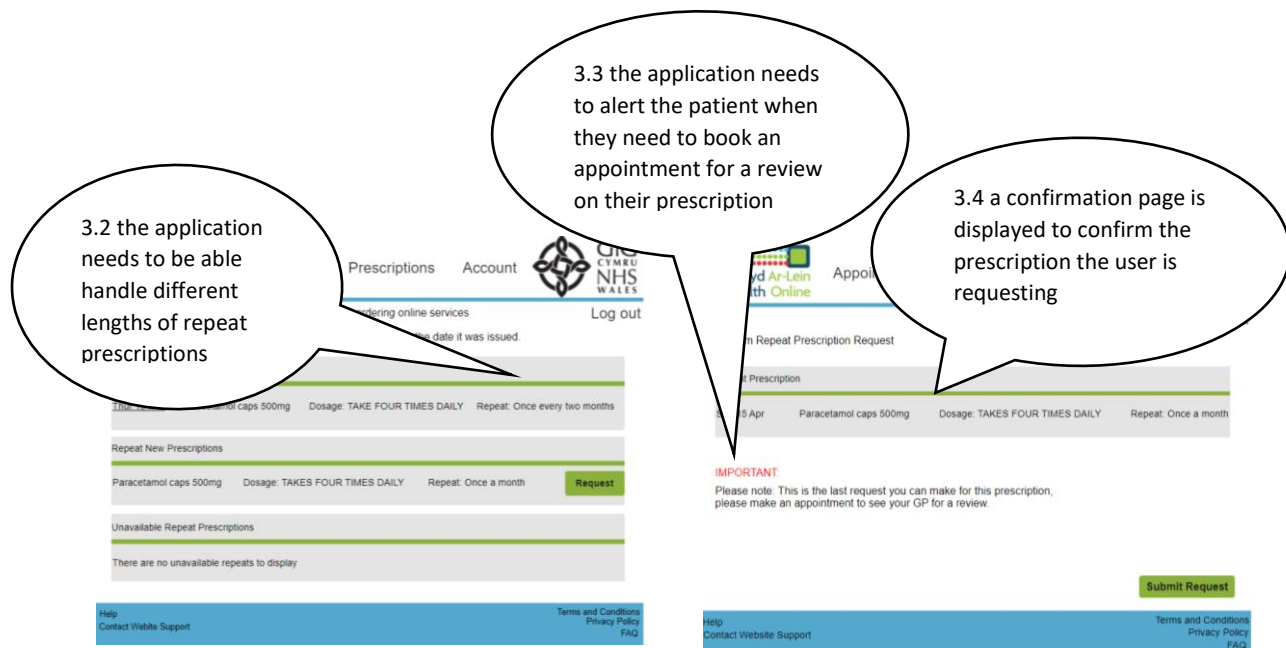 3.3 the application needs
to alert the patient when
they need to book an
appointment for a review
on their prescription
3.2 the application
needs to be able
handle different
lengths of repeat
prescriptions
3.4 a confirmation page is
displayed to confirm the
prescription the user is
requesting
Prescriptions Account
CYMRU
NHS
WALES
ordering online services Log out
the date it was issued.
caps 500mg Dosage: TAKE FOUR TIMES DAILY Repeat: Once every two months
Repeat New Prescriptions
Paracetamol caps 500mg Dosage: TAKES FOUR TIMES DAILY Repeat: Once a month Request
Unavailable Repeat Prescriptions
There are no unavailable repeats to display
Help Terms and Conditions
Contact Webite Support Privacy Policy
FAQ
Ar-Lein
Online
Repeat Prescription Request
Prescription
Apr Paracetamol caps 500mg Dosage: TAKES FOUR TIMES DAILY Repeat: Once a month
IMPORTANT:
Please note: This is the last request you can make for this prescription,
please make an appointment to see your GP for a review.
Submit Request
Help Terms and Conditions
Contact Website Support Privacy Policy
FAQ